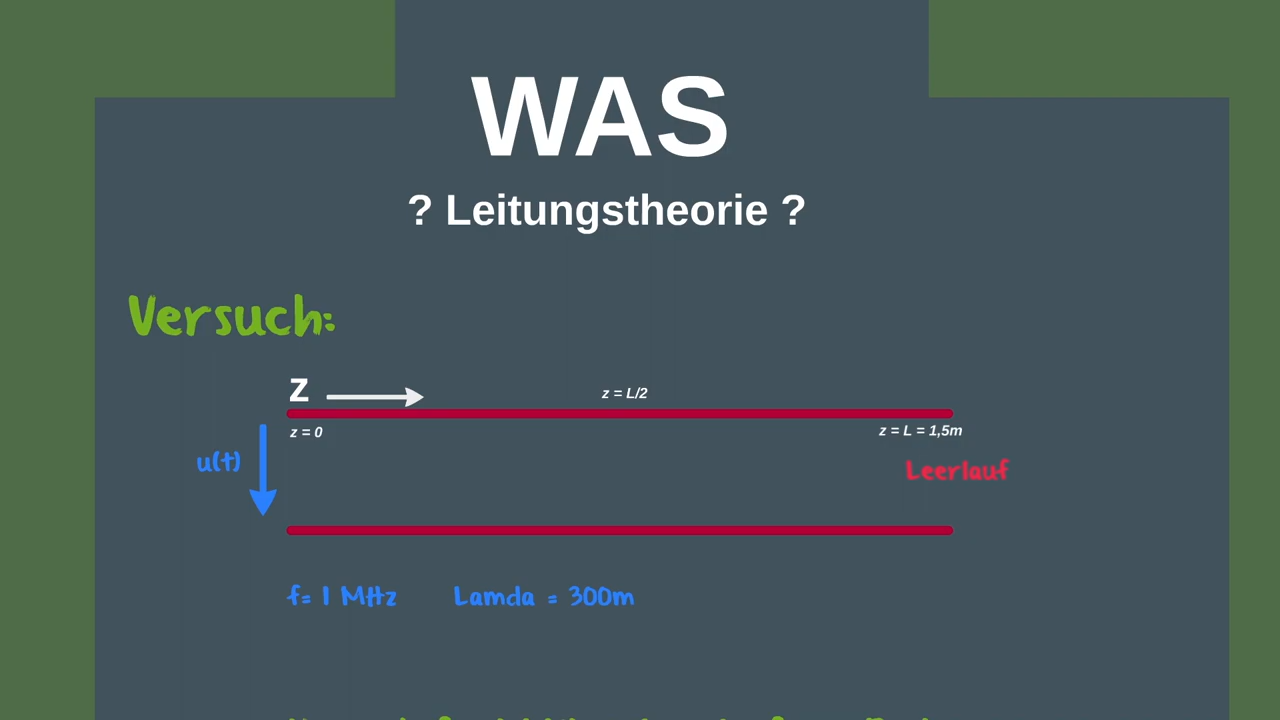 WAS
? Leitungstheorie ?
Versuch:
z
z = L/2
z = 0
z = L = 1,5m
u(t)
Leerlauf
f= 1 MHz Lamda = 300m